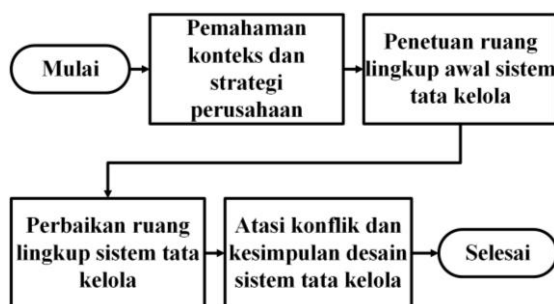 Mulai
Pemahaman
konteks dan
strategi
perusahaan
Penetuan ruang
lingkup awal sistem
tata kelola
Perbaikan ruang
lingkup sistem tata
kelola
Atasi konflik dan
kesimpulan desain
sistem tata kelola
Selesai